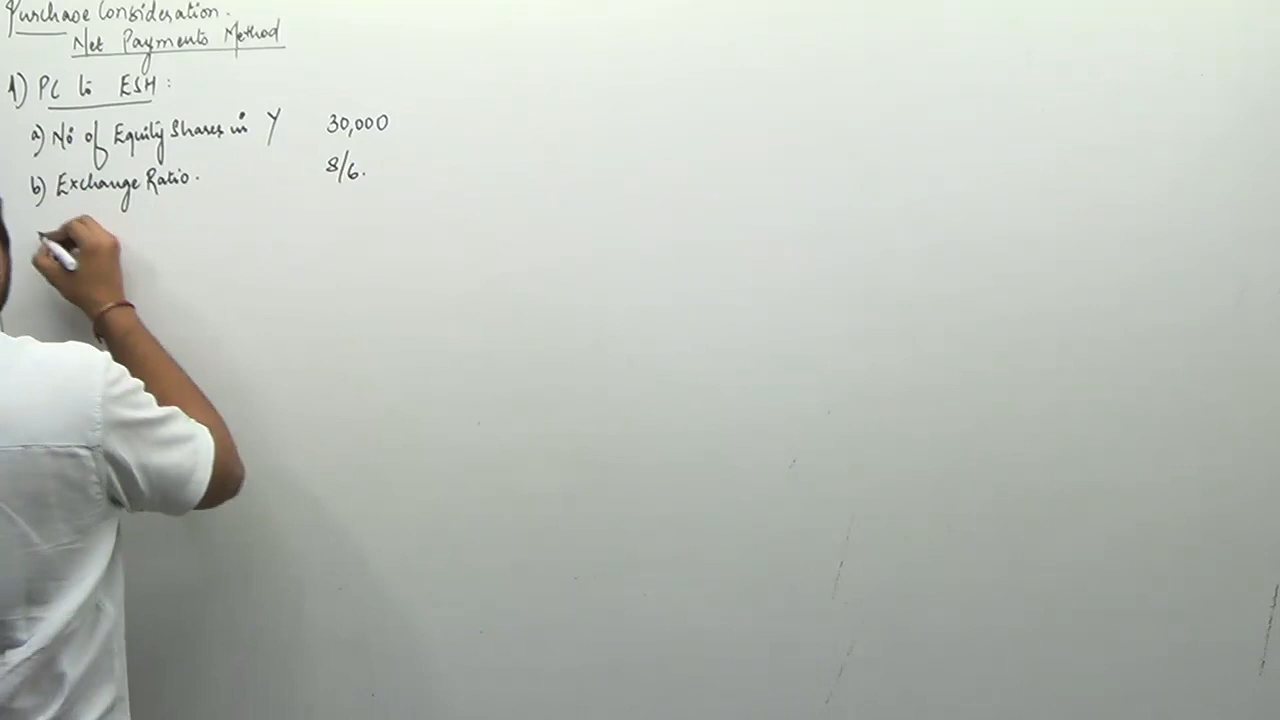 Purchase Consideration.
Net Payments Method
1) PC to ESH:
a) No of Equity Shares in Y 30,000
b) Exchange Ratio. 8/6.